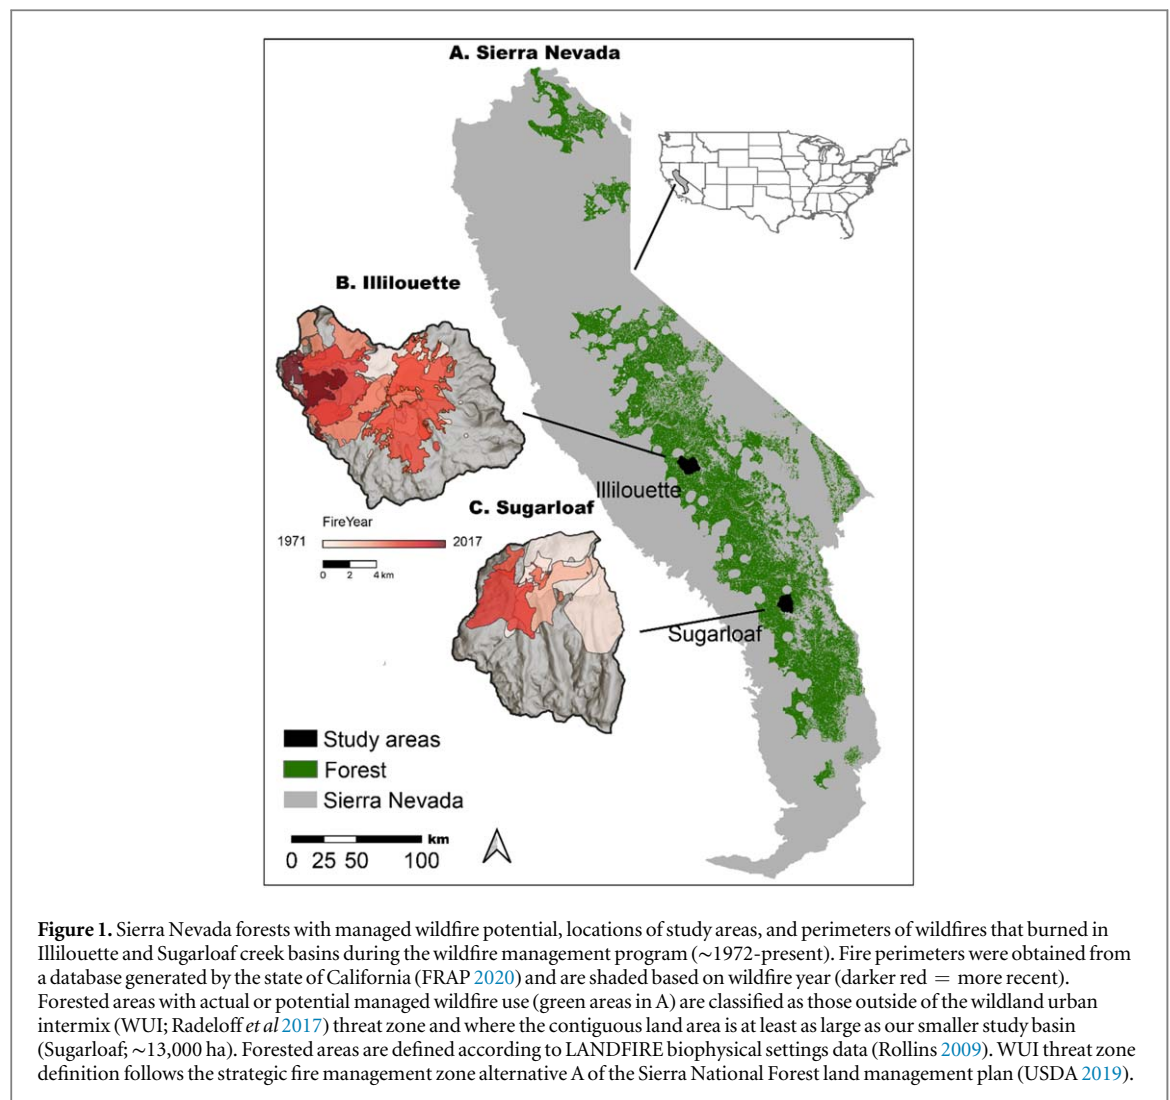 A. Sierra Nevada
B. Illilouette
Illilouette
C. Sugarloaf
FireYear
1971 2017
0 2 4 km
Sugarloaf
Study areas
Forest
Sierra Nevada
km
0 25 50 100
Figure 1. Sierra Nevada forests with managed wildfire potential, locations of study areas, and perimeters of wildfires that burned in
Illilouette and Sugarloaf creek basins during the wildfire management program (~1972-present). Fire perimeters were obtained from
a database generated by the state of California (FRAP 2020) and are shaded based on wildfire year (darker red = more recent).
Forested areas with actual or potential managed wildfire use (green areas in A) are classified as those outside of the wildland urban
intermix (WUI; Radeloff et al 2017) threat zone and where the contiguous land area is at least as large as our smaller study basin
(Sugarloaf; ~13,000 ha). Forested areas are defined according to LANDFIRE biophysical settings data (Rollins 2009). WUI threat zone
definition follows the strategic fire management zone alternative A of the Sierra National Forest land management plan (USDA 2019).